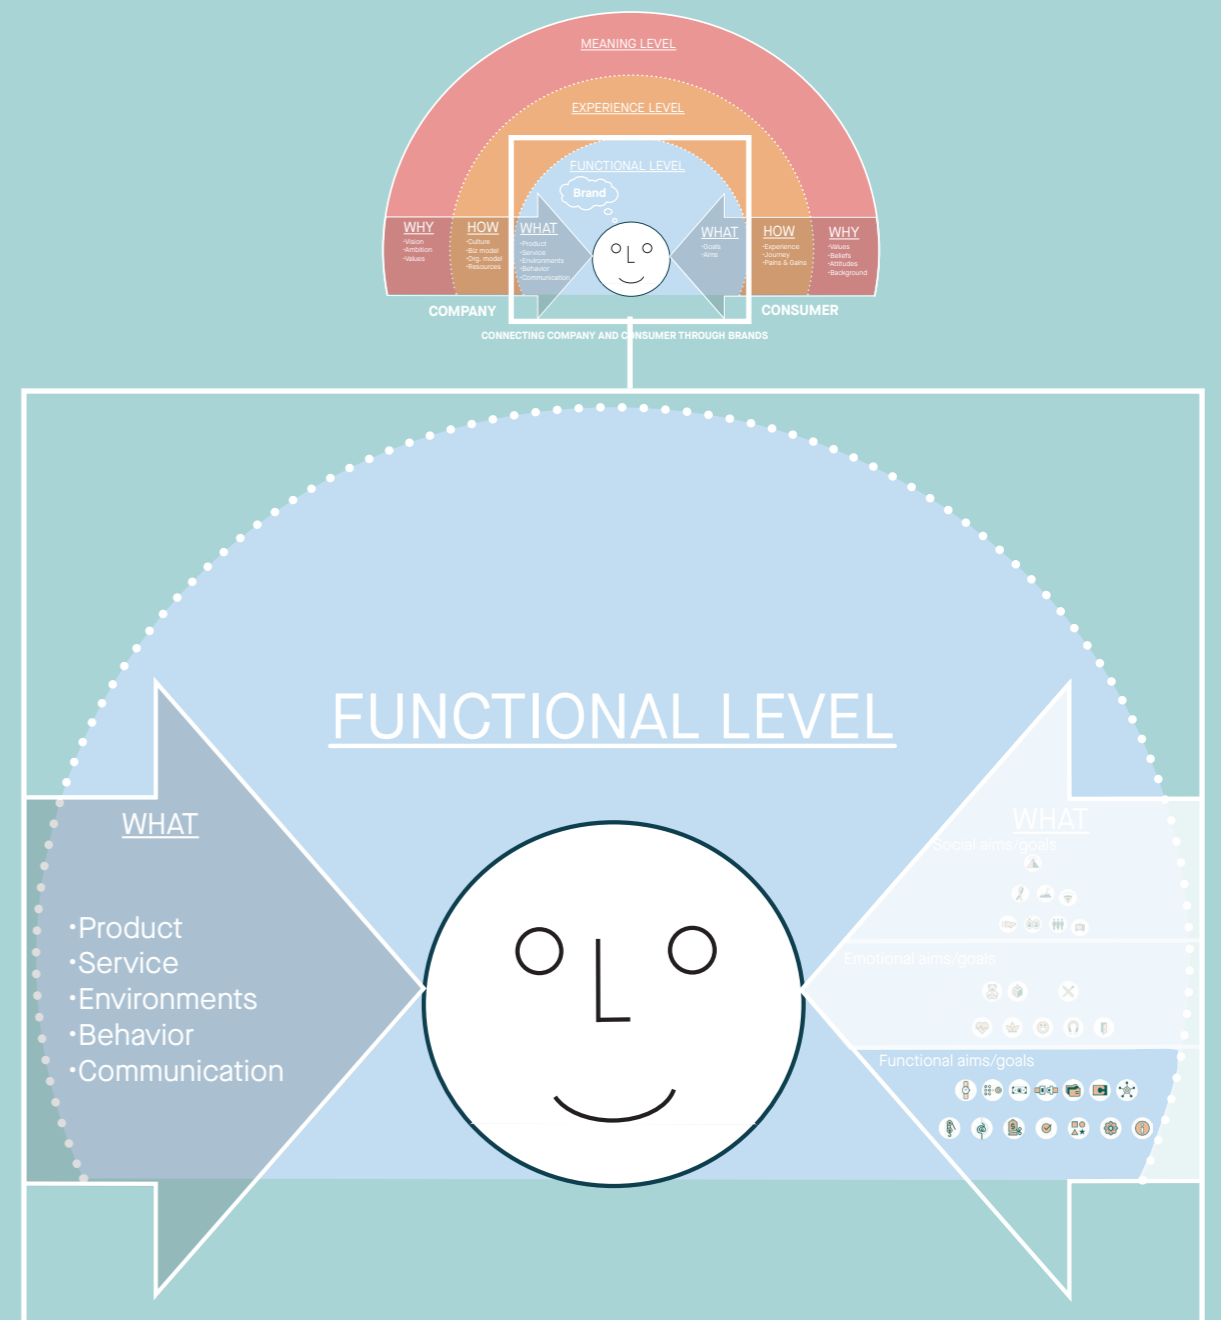 MEANING LEVEL
EXPERIENCE LEVEL
FUNCTIONAL LEVEL
Brand
WHY
•Vision
•Ambition
•Values
HOW
•Culture
•Biz model
•Org. model
•Resources
WHAT
•Product
•Service
•Environments
•Behavior
•Communication
WHAT
•Goals
•Aims
HOW
•Experience
•Journey
•Pains & Gains
WHY
•Values
•Beliefs
•Attitudes
•Background
COMPANY
CONSUMER
CONNECTING COMPANY AND CONSUMER THROUGH BRANDS
FUNCTIONAL LEVEL
WHAT
•Product
•Service
•Environments
•Behavior
•Communication
WHAT
Social aims/goals
Emotional aims/goals
Functional aims/goals